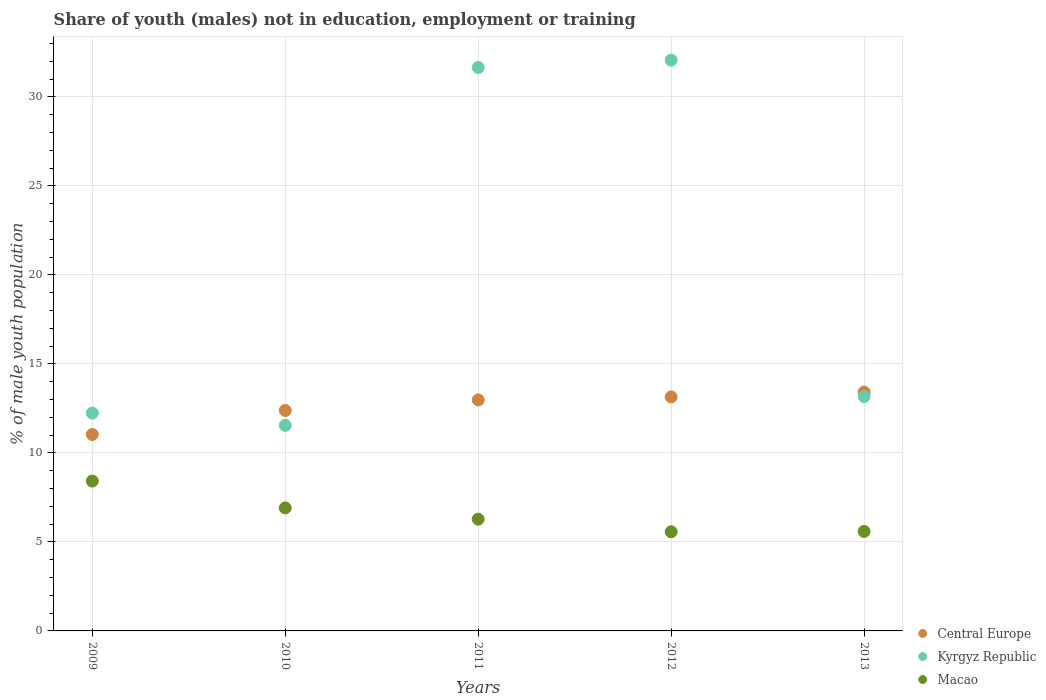 Share of youth (males) not in education, employment or training
% of male youth population
30
25
20
15
10
5
0
2009
2010
2011
2012
2013
Years
Central Europe
Kyrgyz Republic
Macao